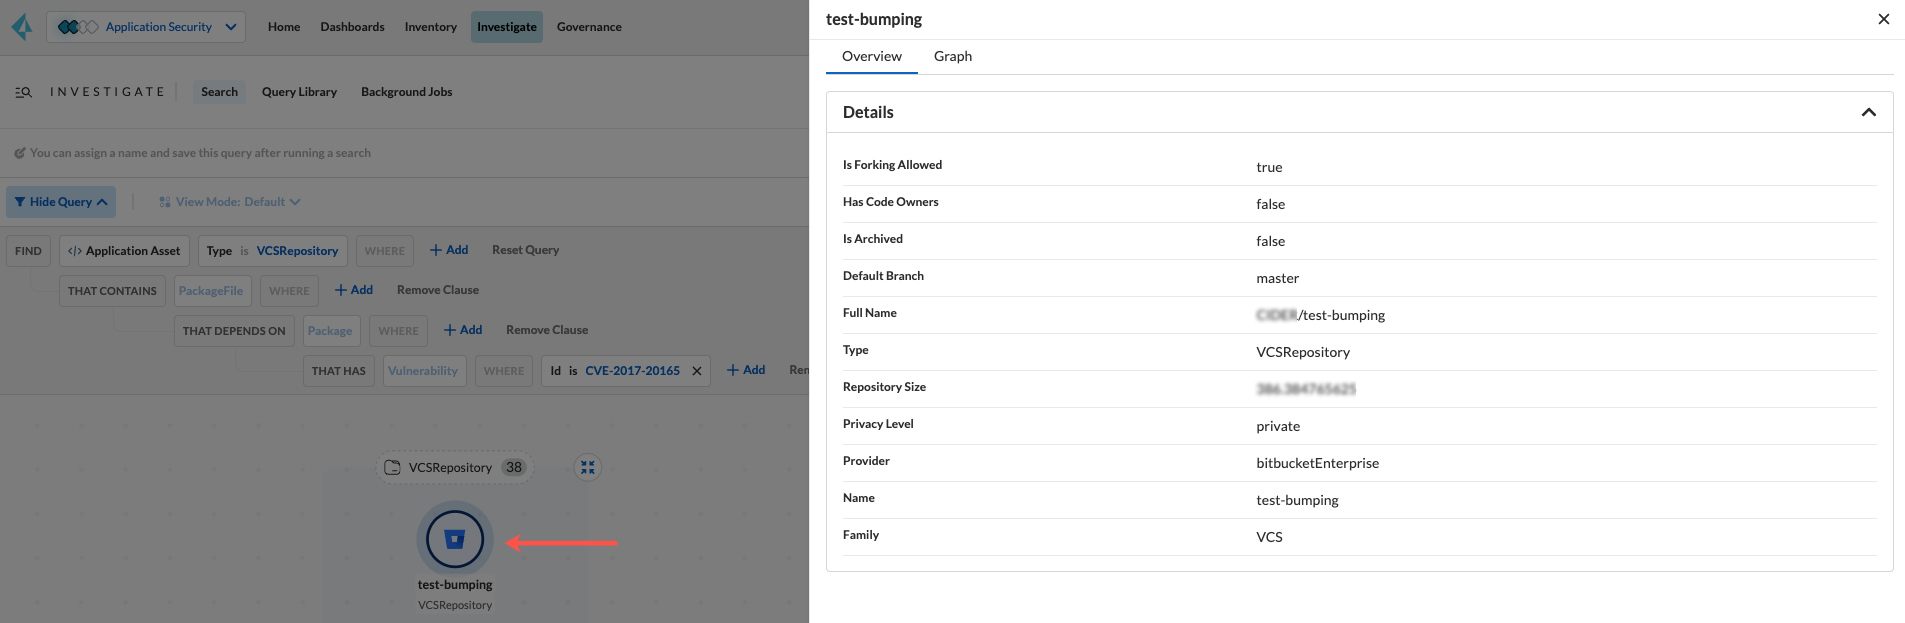 Application Security
Home
Dashboards
Inventory
Investigate
Governance
INVESTIGATE
Search
Query Library
Background Jobs
You can assign a name and save this query after running a search
Hide Query
View Mode: Default
FIND
</> Application Asset
Type is VCSRepository
WHERE
+ Add
Reset Query
THAT CONTAINS
PackageFile
WHERE
+ Add
Remove Clause
THAT DEPENDS ON
Package
WHERE
+ Add
Remove Clause
THAT HAS
Vulnerability
WHERE
Id is CVE-2017-20165
+ Add
Rem
VCSRepository 38
test-bumping
VCSRepository
test-bumping
Overview
Graph
Details
Is Forking Allowed
true
Has Code Owners
false
Is Archived
false
Default Branch
master
Full Name
/test-bumping
Type
VCSRepository
Repository Size
Privacy Level
private
Provider
bitbucketEnterprise
Name
test-bumping
Family
VCS